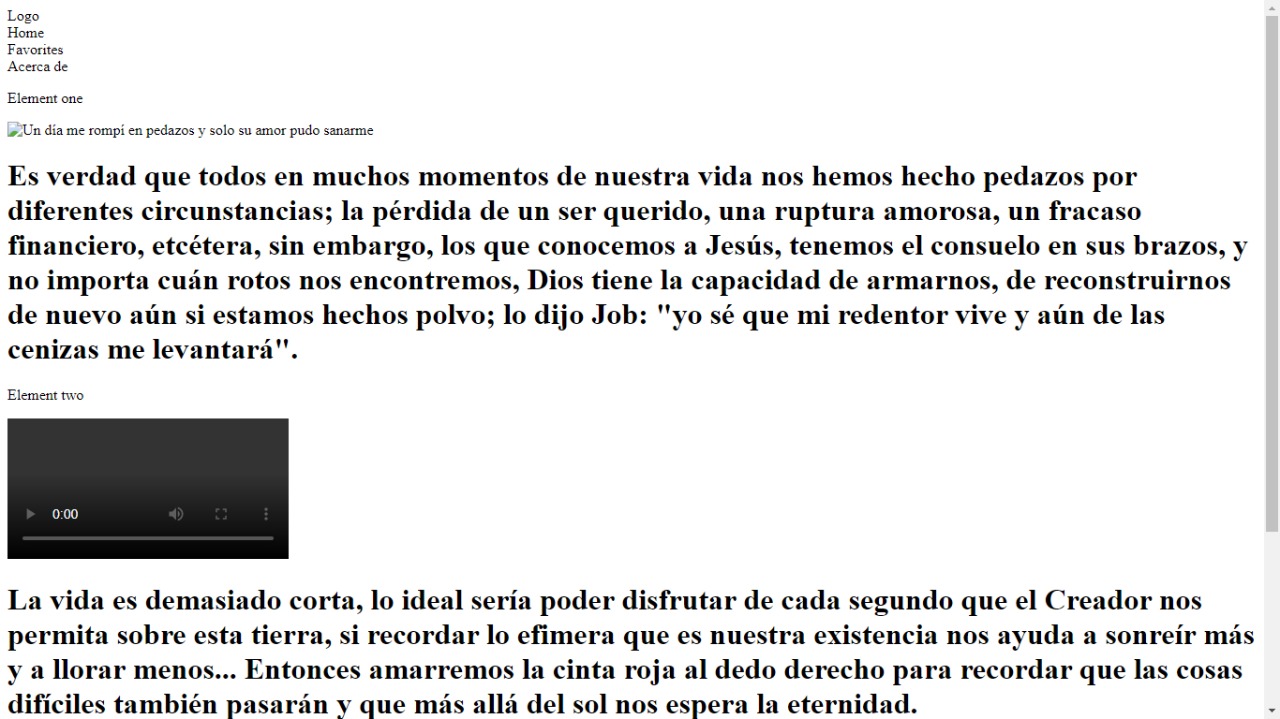 Logo
Home
Favorites
Acerca de
Element one
Un día me rompí en pedazos y solo su amor pudo sanarme
Es verdad que todos en muchos momentos de nuestra vida nos hemos hecho pedazos por
diferentes circunstancias; la pérdida de un ser querido, una ruptura amorosa, un fracaso
financiero, etcétera, sin embargo, los que conocemos a Jesús, tenemos el consuelo en sus brazos, y
no importa cuán rotos nos encontremos, Dios tiene la capacidad de armarnos, de reconstruirnos
de nuevo aún si estamos hechos polvo; lo dijo Job: "yo sé que mi redentor vive y aún de las
cenizas me levantará".
Element two
0:00
La vida es demasiado corta, lo ideal sería poder disfrutar de cada segundo que el Creador nos
permita sobre esta tierra, si recordar lo efimera que es nuestra existencia nos ayuda a sonreír más
y a llorar menos... Entonces amarremos la cinta roja al dedo derecho para recordar que las cosas
difíciles también pasarán y que más allá del sol nos espera la eternidad.